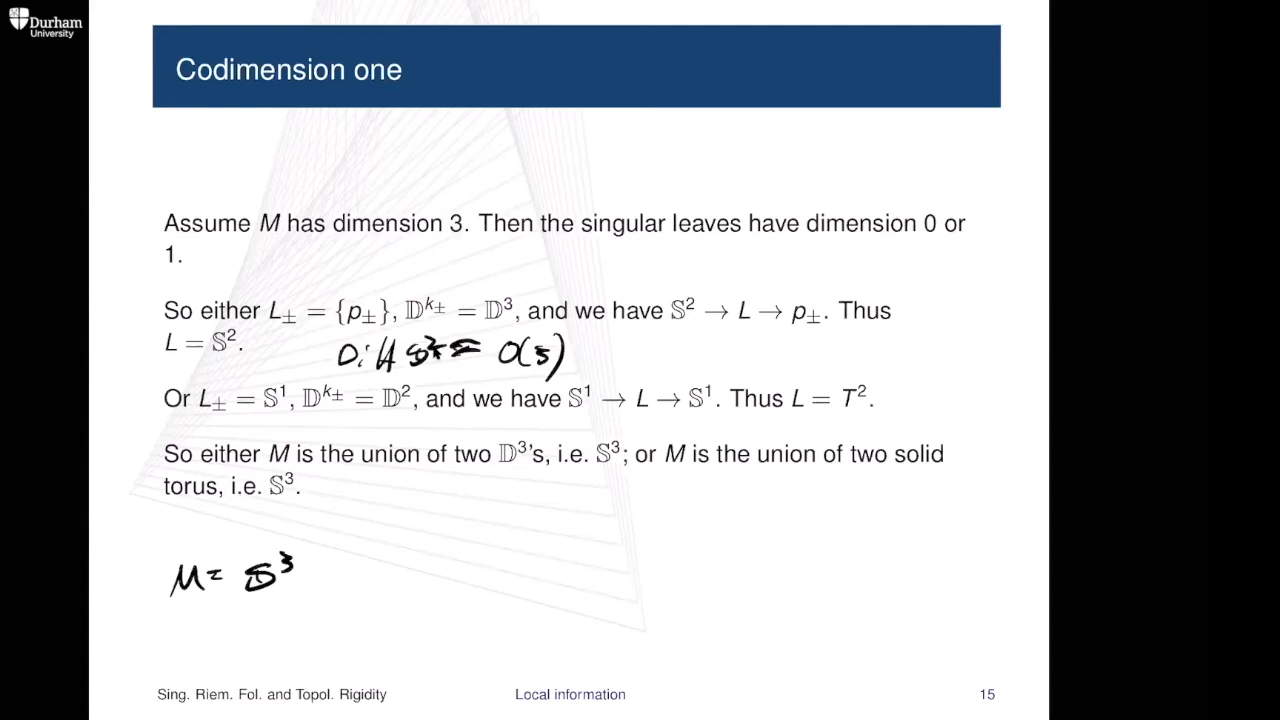 Durham
University
Codimension one
Assume M has dimension 3. Then the singular leaves have dimension 0 or
1.
So either L± = {p±}, 𝔻^{k±} = 𝔻³, and we have 𝕊² → L → p±. Thus
L = 𝕊².
Diff 𝕊² ≅ O(3)
Or L± = 𝕊¹, 𝔻^{k±} = 𝔻², and we have 𝕊¹ → L → 𝕊¹. Thus L = T².
So either M is the union of two 𝔻³'s, i.e. 𝕊³; or M is the union of two solid
torus, i.e. 𝕊³.
M = 𝕊³
Sing. Riem. Fol. and Topol. Rigidity
Local information
15